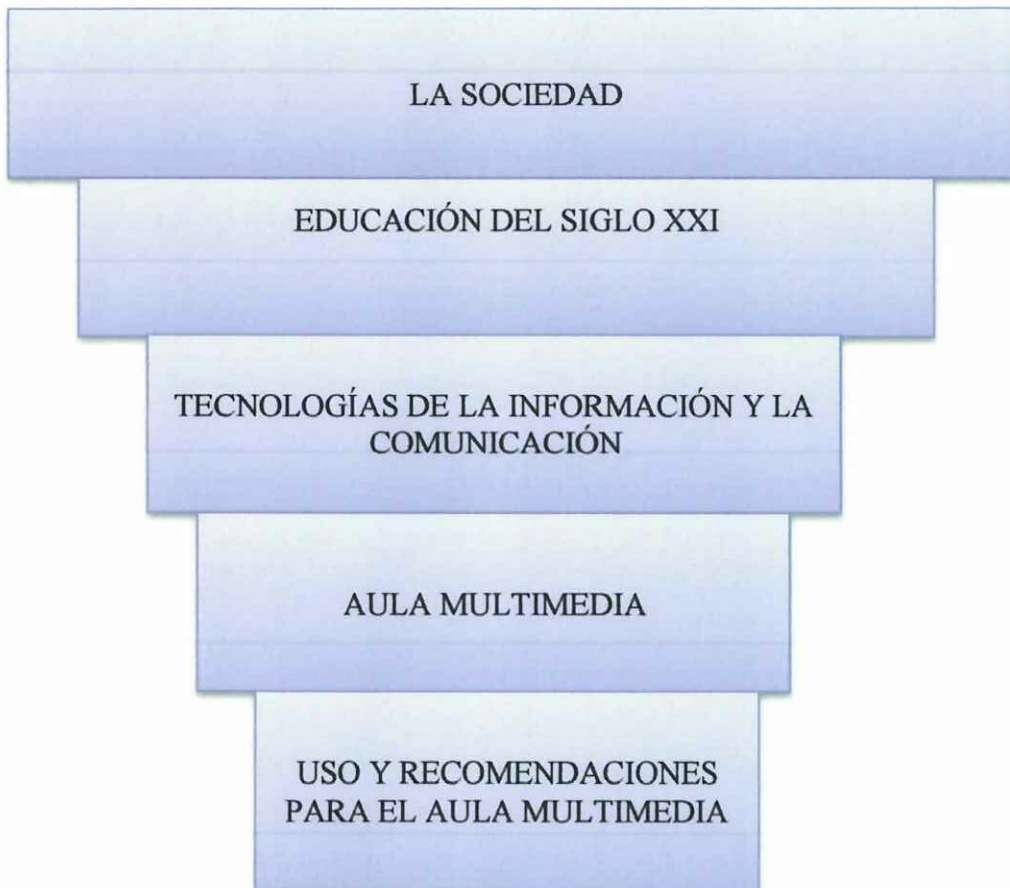 LA SOCIEDAD
EDUCACIÓN DEL SIGLO XXI
TECNOLOGÍAS DE LA INFORMACIÓN Y LA
COMUNICACIÓN
AULA MULTIMEDIA
USO Y RECOMENDACIONES
PARA EL AULA MULTIMEDIA